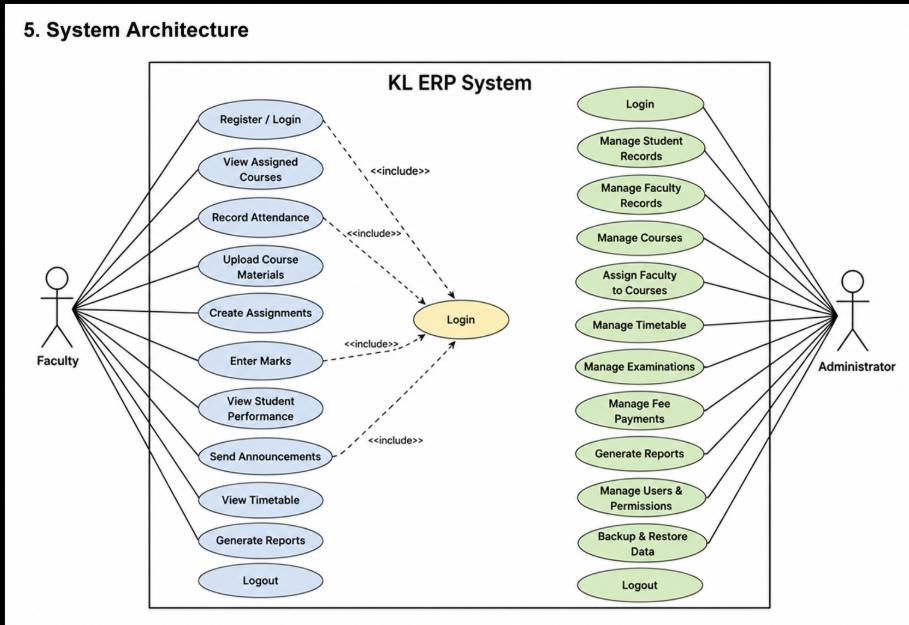 5. System Architecture
KL ERP System
Register / Login
View Assigned
Courses
Record Attendance
Upload Course
Materials
Create Assignments
Enter Marks
View Student
Performance
Send Announcements
View Timetable
Generate Reports
Logout
Faculty
<<include>>
<<include>>
<<include>>
<<include>>
Login
Login
Manage Student
Records
Manage Faculty
Records
Manage Courses
Assign Faculty
to Courses
Manage Timetable
Manage Examinations
Manage Fee
Payments
Generate Reports
Manage Users &
Permissions
Backup & Restore
Data
Logout
Administrator